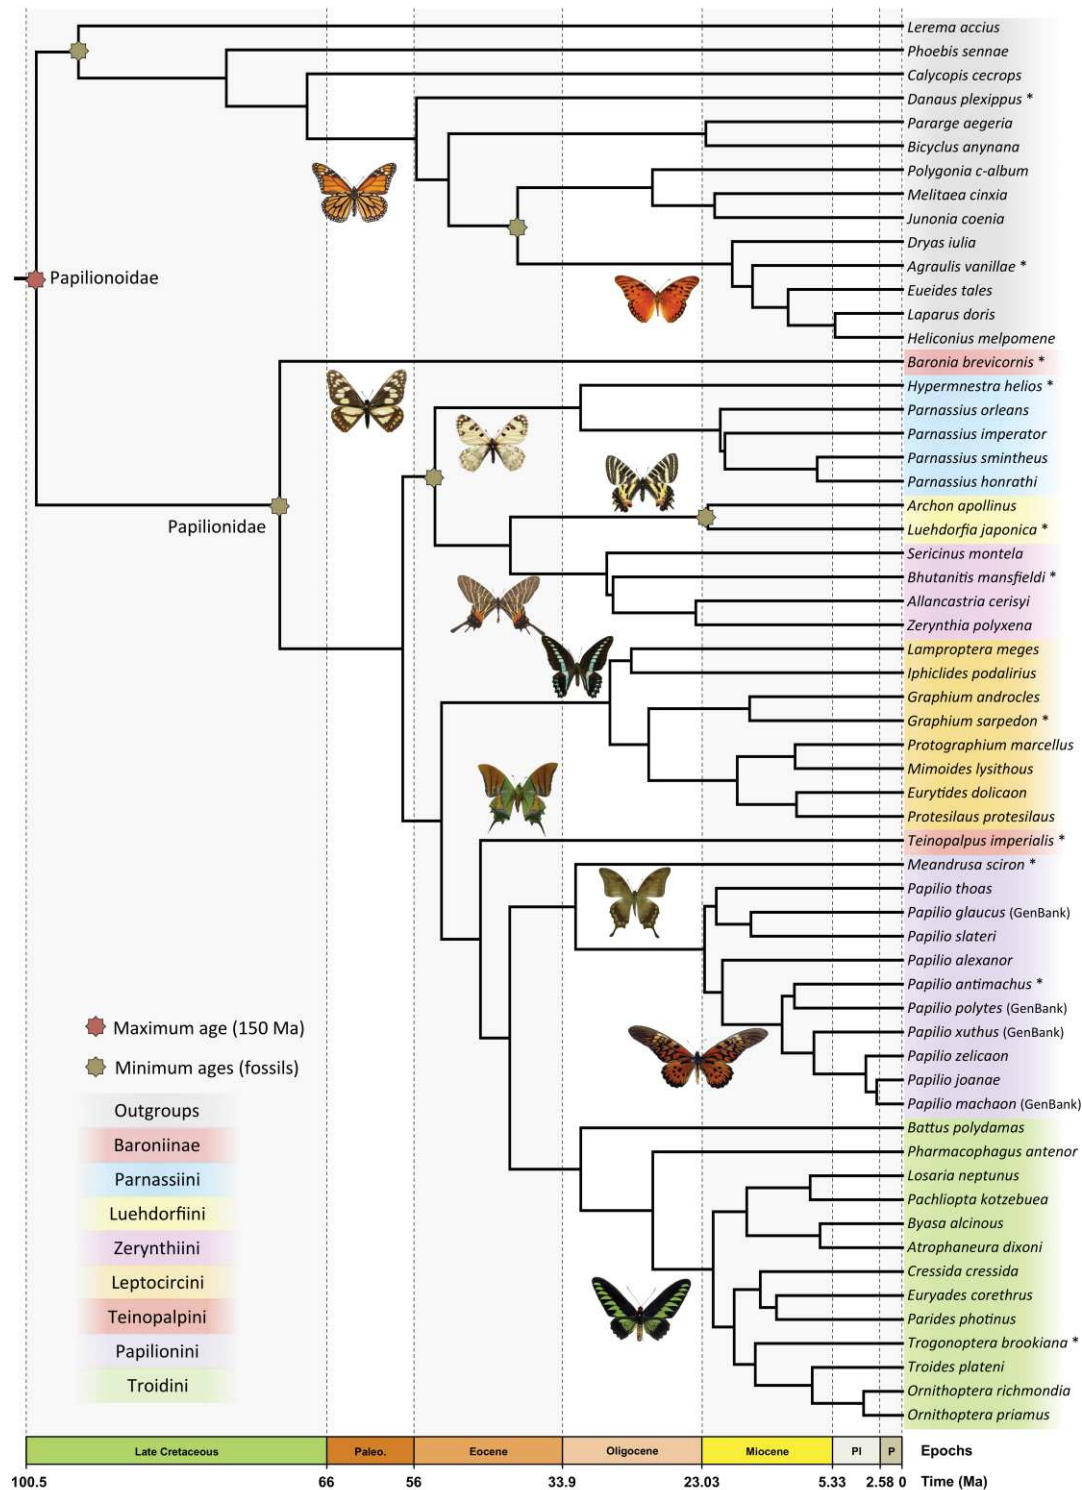 Lerema accius
Phoebis sennae
Calycopis cecrops
Danaus plexippus *
Pararge aegeria
Bicyclus anynana
Polygonia c-album
Melitaea cinxia
Junonia coenia
Dryas iulia
Agraulis vanillae *
Papilionoidae
Eueides tales
Laparus doris
Heliconius melpomene
Baronia brevicornis *
Hypermnestra helios *
Parnassius orleans
Parnassius imperator
Parnassius smintheus
Parnassius honrathi
Archon apollinus
Papilionidae
Luehdorfia japonica *
Sericinus montela
Bhutanitis mansfieldi *
Allancastria cerisyi
Zerynthia polyxena
Lamproptera meges
Iphiclides podalirius
Graphium androcles
Graphium sarpedon *
Protographium marcellus
Mimoides lysithous
Eurytides dolicaon
Protesilaus protesilaus
Teinopalpus imperialis *
Meandrusa sciron *
Papilio thoas
Papilio glaucus (GenBank)
Papilio slateri
Papilio alexanor
Papilio antimachus *
Papilio polytes (GenBank)
Papilio xuthus (GenBank)
Papilio zelicaon
Papilio joanae
Papilio machaon (GenBank)
Battus polydamas
Pharmacophagus antenor
Losaria neptunus
Pachliopta kotzebuea
Byasa alcinous
Atrophaneura dixoni
Cressida cressida
Euryades corethrus
Parides photinus
Trogonoptera brookiana *
Troides plateni
Ornithoptera richmondia
Ornithoptera priamus
Maximum age (150 Ma)
Minimum ages (fossils)
Outgroups
Baroniinae
Parnassiini
Luehdorfiini
Zerynthiini
Leptocircini
Teinopalpini
Papilionini
Troidini
Late Cretaceous Paleo. Eocene Oligocene Miocene Pl P Epochs
100.5 66 56 33.9 23.03 5.33 2.58 0 Time (Ma)